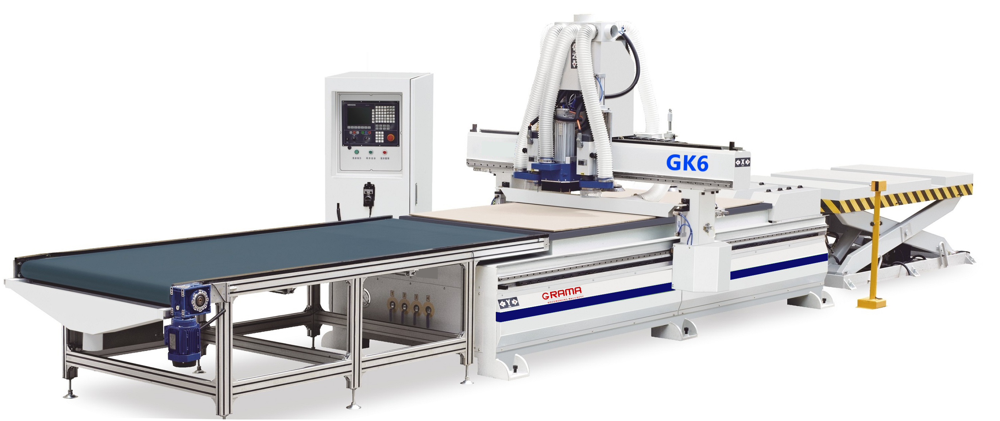 Z
WEIHONG
GK6
X
GRAMA
WOODWORKING MACHINERY
Y
1 2 3 4